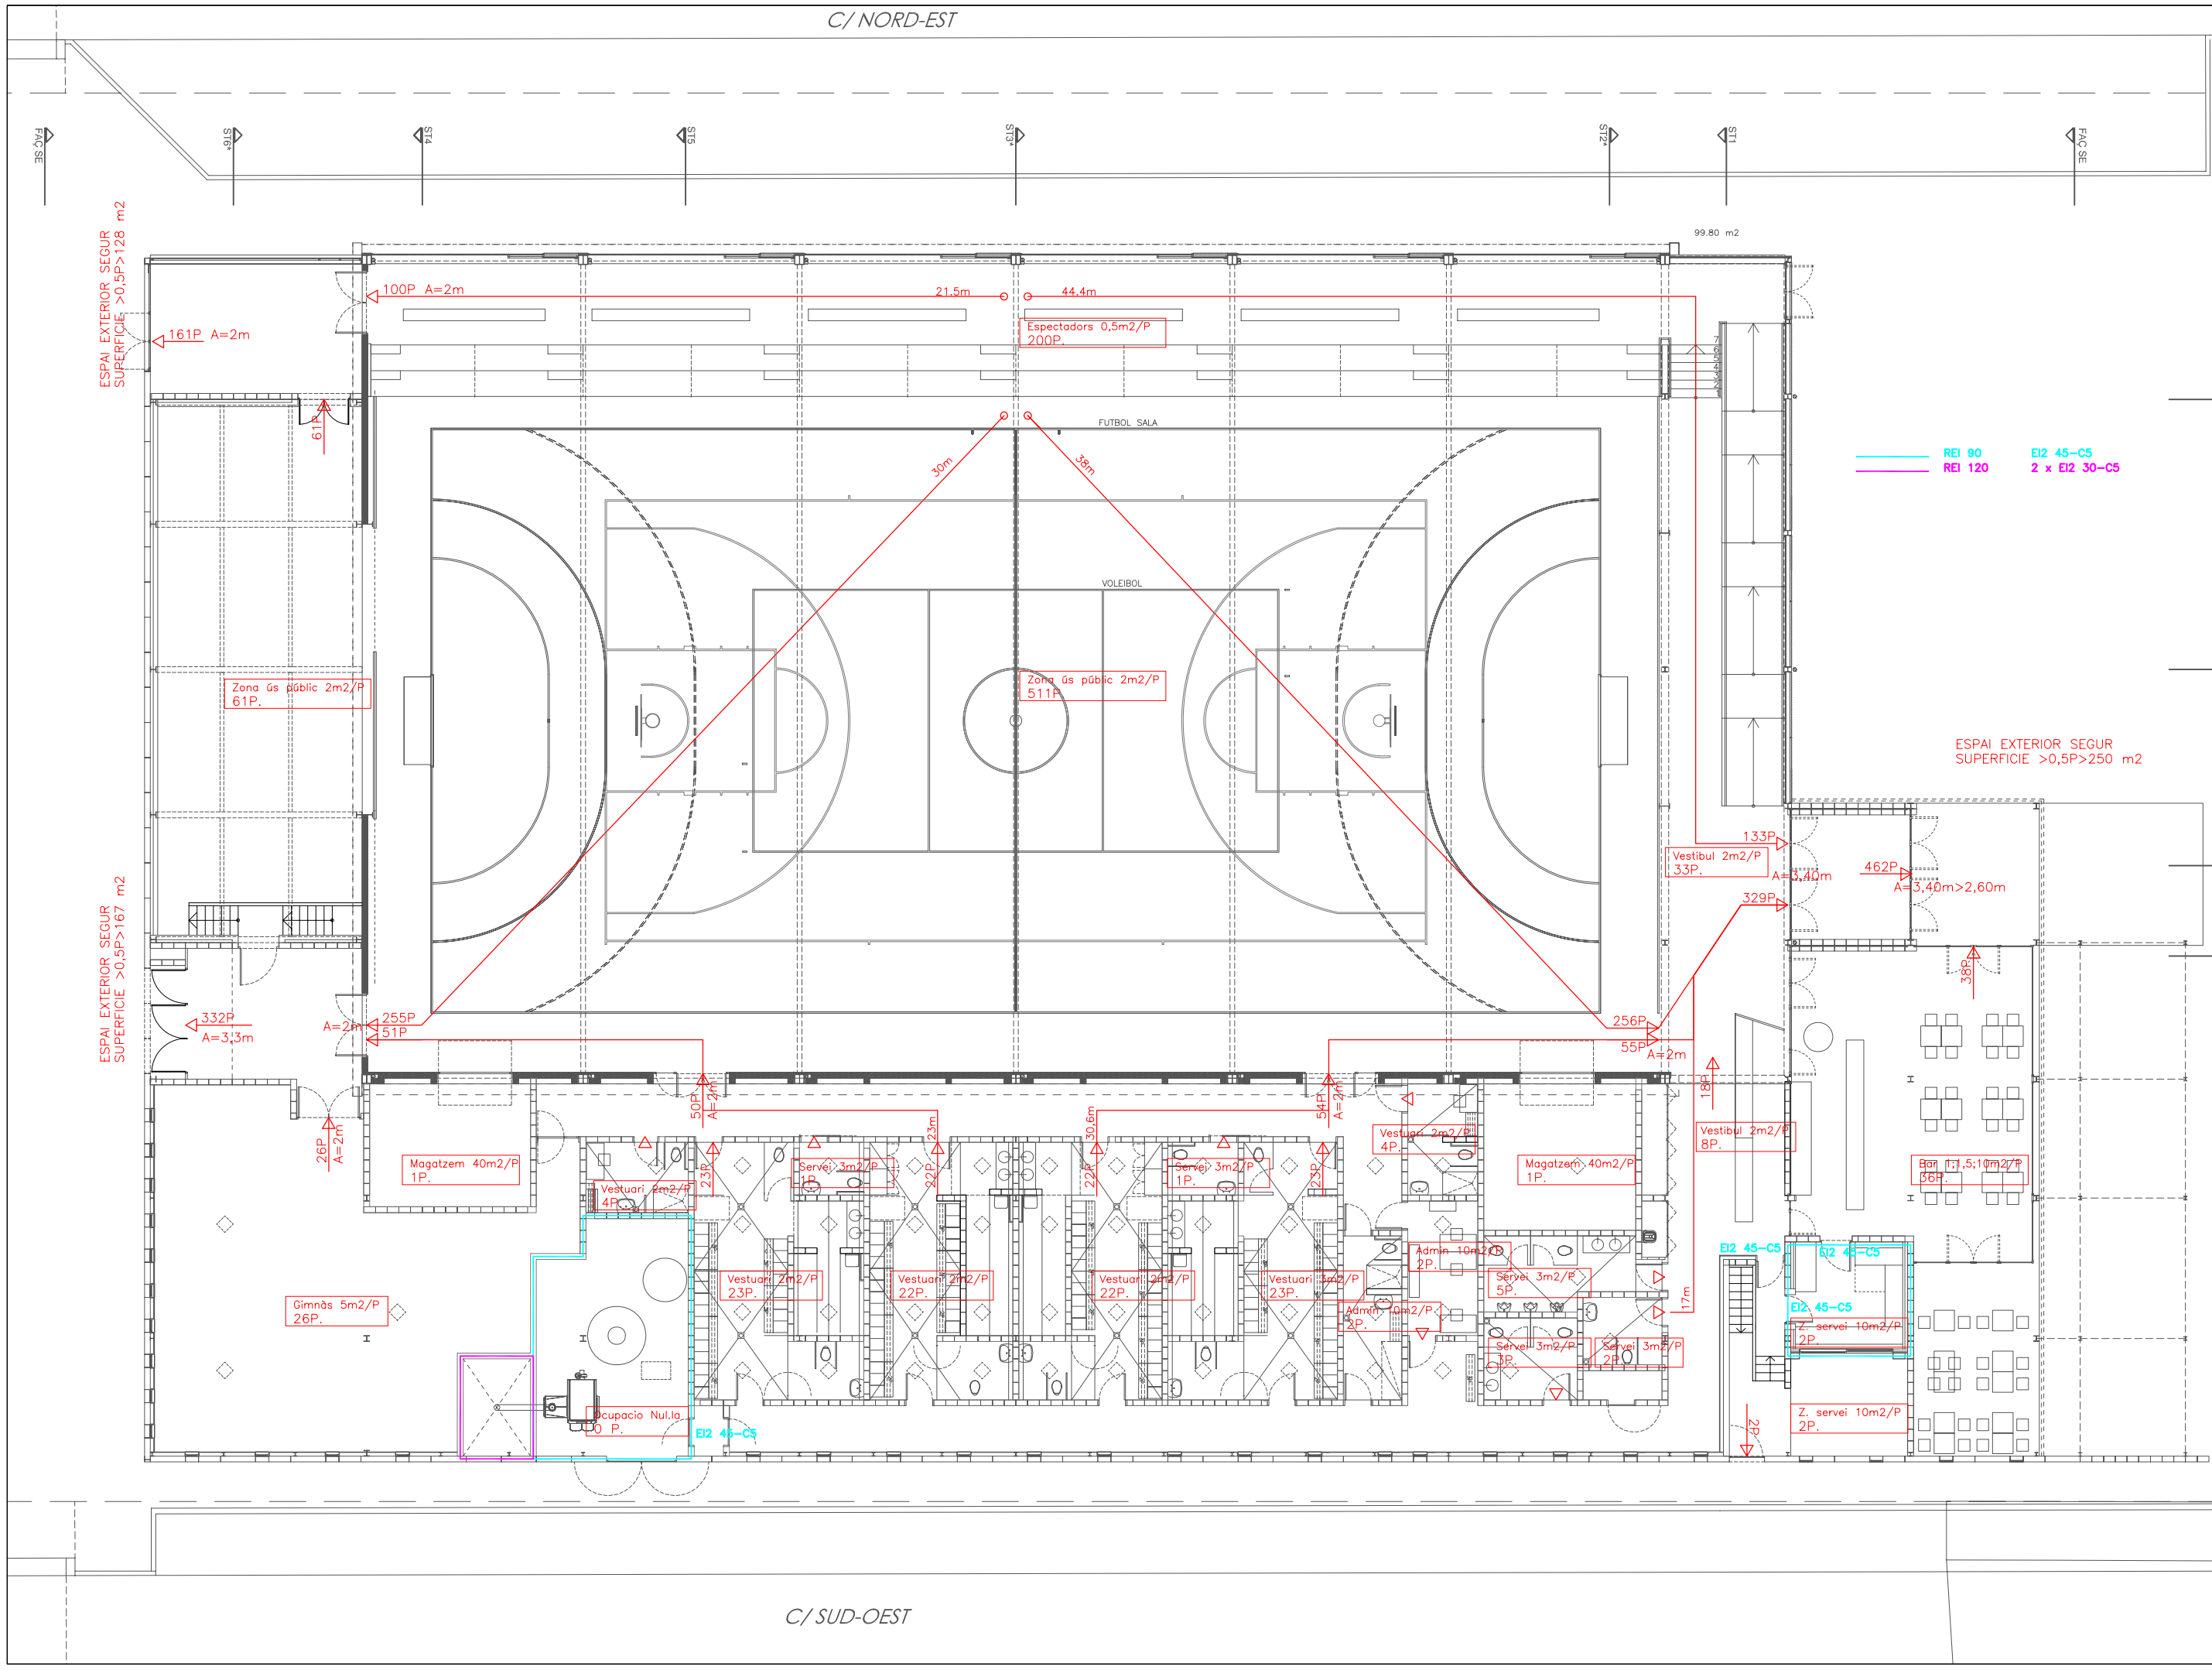 C/ NORD-EST
FAÇ SE
ST6*
ST4
ST5
ST3*
ST2*
ST1
FAÇ SE
99.80 m2
ESPAI EXTERIOR SEGUR
SUPERFICIE >0,5P>128 m2
100P A=2m
21.5m
44.4m
161P A=2m
Espectadors 0,5m2/P
200P.
61P
FUTBOL SALA
30m
38m
REI 90 EI2 45-C5
REI 120 2 x EI2 30-C5
VOLEIBOL
Zona ús públic 2m2/P
61P.
Zona ús públic 2m2/P
511P.
ESPAI EXTERIOR SEGUR
SUPERFICIE >0,5P>250 m2
133P
Vestibul 2m2/P
33P.
A=3,40m
462P
A=3,40m>2,60m
329P
ESPAI EXTERIOR SEGUR
SUPERFICIE >0,5P>167 m2
38P
332P
A=3,3m
A=2m
255P
51P
256P
55P
A=2m
18P
26P
A=2m
50P
A=2m
23m
30,6m
54P
A=2m
Vestuari 2m2/P
4P.
Vestibul 2m2/P
8P.
Magatzem 40m2/P
1P.
Vestuari 2m2/P
4P.
23P
Servei 3m2/P
1P.
22P
22P
Servei 3m2/P
1P.
23P
Magatzem 40m2/P
1P.
Bar 1;1,5;10m2/P
36P.
Admin 10m2/P
2P.
EI2 45-C5
EI2 45-C5
Vestuari 2m2/P
23P.
Vestuari 2m2/P
22P.
Vestuari 2m2/P
22P.
Vestuari 3m2/P
23P.
Servei 3m2/P
5P.
17m
Gimnàs 5m2/P
26P.
Admin 10m2/P
2P.
EI2 45-C5
Z. servei 10m2/P
2P.
Servei 3m2/P
3P.
Servei 3m2/P
2P.
Ocupacio Nul.la
0 P.
EI2 45-C5
2P
Z. servei 10m2/P
2P.
C/ SUD-OEST